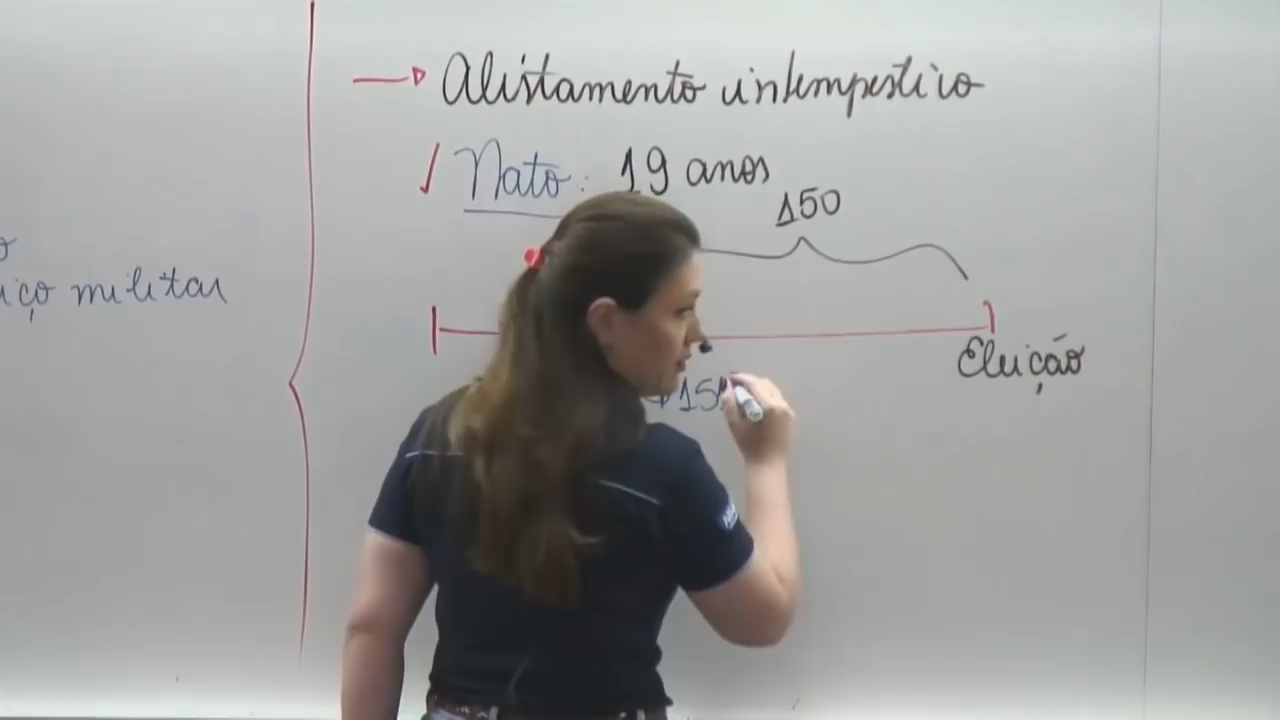 Alistamento intempestivo
Nato: 19 anos
150
militar
Eleição